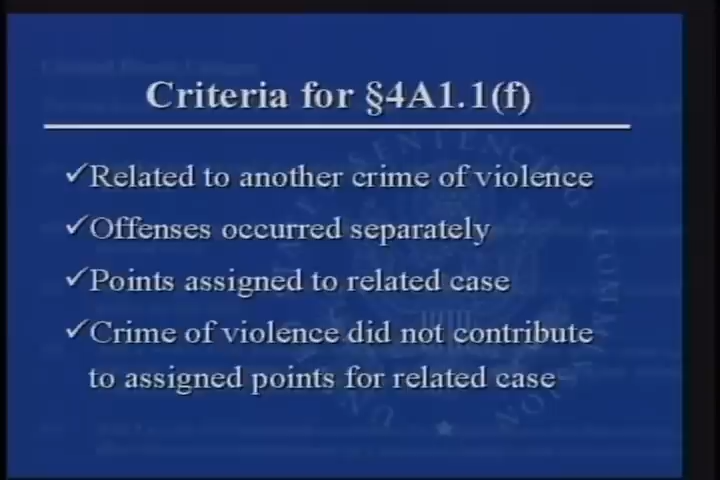 Criteria for §4A1.1(f)
✓Related to another crime of violence
✓Offenses occurred separately
✓Points assigned to related case
✓Crime of violence did not contribute
to assigned points for related case